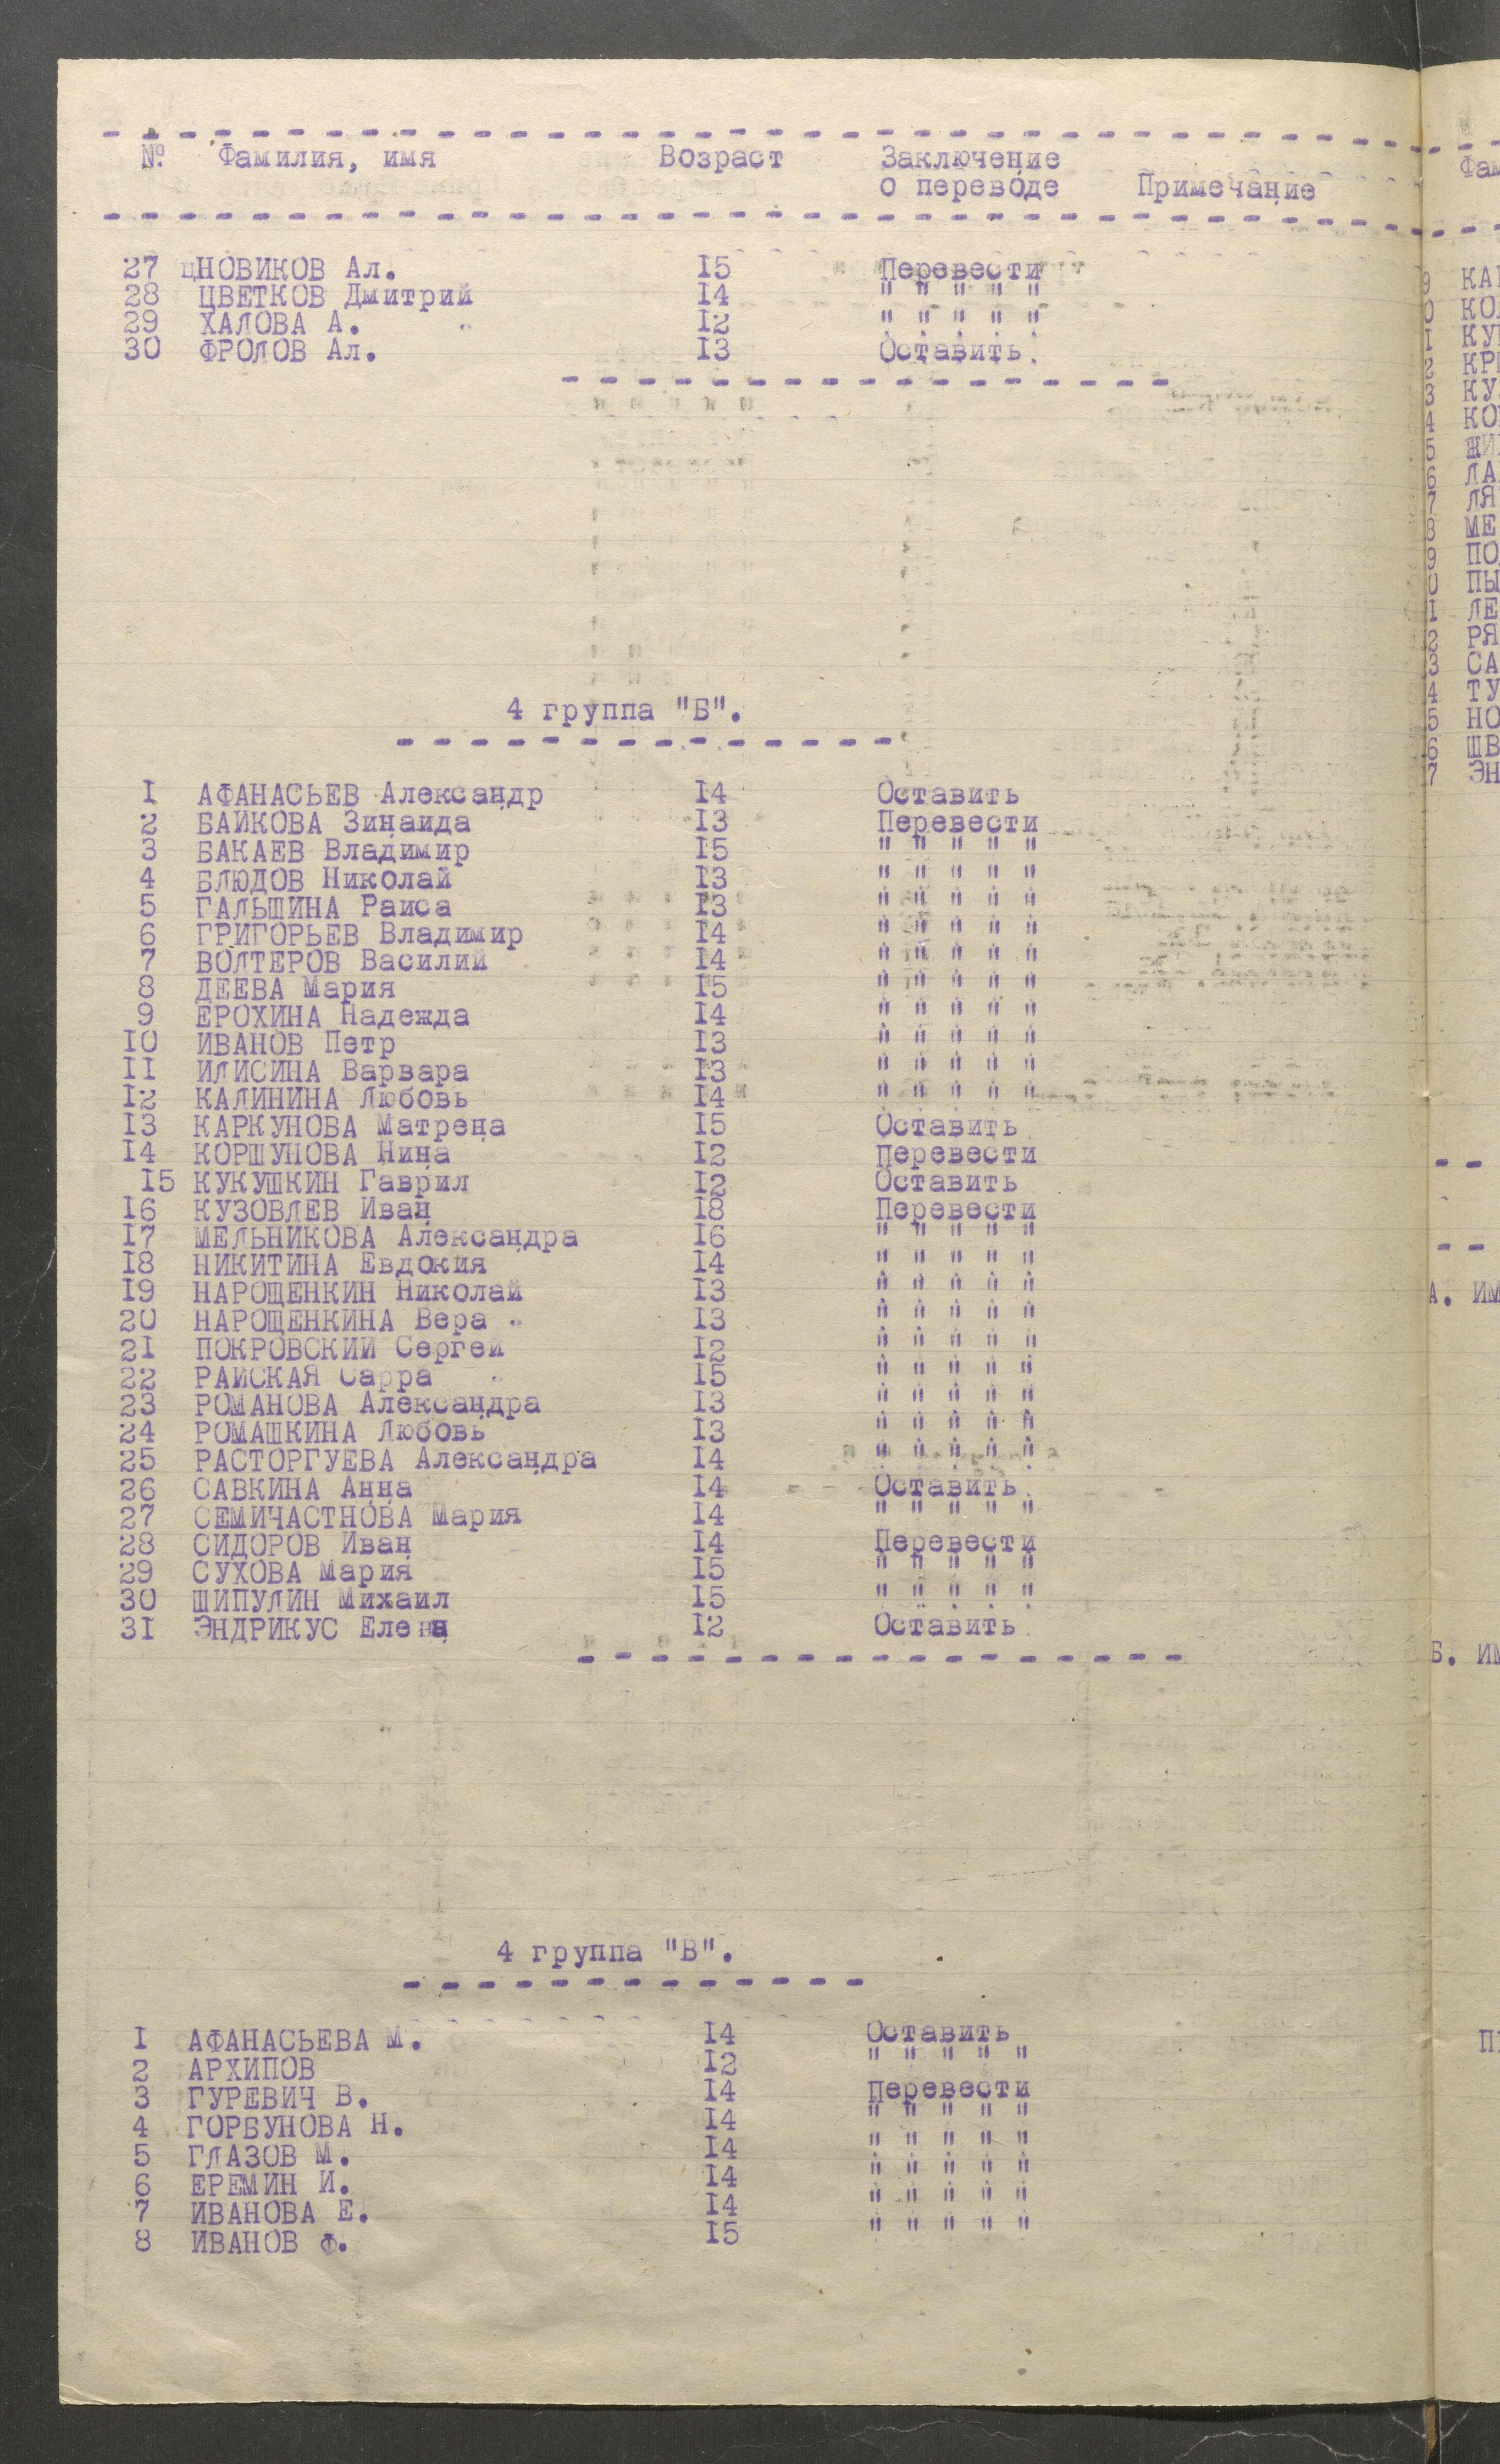 № Фамилия, имя Возраст Заключение о переводе Примечание
27 цНОВИКОВ Ал. 15 Перевести
28 ЦВЕТКОВ Дмитрий 14 " " " " "
29 ХАЛОВА А. 12 " " " " "
30 ФРОЛОВ Ал. 13 Оставить
4 группа "Б".
1 АФАНАСЬЕВ Александр 14 Оставить
2 БАЙКОВА Зинаида 13 Перевести
3 БАКАЕВ Владимир 15 " " " " "
4 БЛЮДОВ Николай 13 " " " " "
5 ГАЛЬШИНА Раиса 13 " " " " "
6 ГРИГОРЬЕВ Владимир 14 " " " " "
7 ВОЛТЕРОВ Василий 14 " " " " "
8 ДЕЕВА Мария 15 " " " " "
9 ЕРОХИНА Надежда 14 " " " " "
10 ИВАНОВ Петр 13 " " " " "
11 ИЛИСИНА Варвара 13 " " " " "
12 КАЛИНИНА Любовь 14 " " " " "
13 КАРКУНОВА Матрена 15 Оставить
14 КОРШУНОВА Нина 12 Перевести
15 КУКУШКИН Гаврил 12 Оставить
16 КУЗОВЛЕВ Иван 18 Перевести
17 МЕЛЬНИКОВА Александра 16 " " " " "
18 НИКИТИНА Евдокия 14 " " " " "
19 НАРОЩЕНКИН Николай 13 " " " " "
20 НАРОЩЕНКИНА Вера 13 " " " " "
21 ПОКРОВСКИЙ Сергей 12 " " " " "
22 РАЙСКАЯ Сарра 15 " " " " "
23 РОМАНОВА Александра 13 " " " " "
24 РОМАШКИНА Любовь 13 " " " " "
25 РАСТОРГУЕВА Александра 14 " " " " "
26 САВКИНА Анна 14 Оставить
27 СЕМИЧАСТНОВА Мария 14 " " " " "
28 СИДОРОВ Иван 14 Перевести
29 СУХОВА Мария 15 " " " " "
30 ШИПУЛИН Михаил 15 " " " " "
31 ЭНДРИКУС Елена 12 Оставить
4 группа "В".
1 АФАНАСЬЕВА М. 14 Оставить
2 АРХИПОВ 12 " " " " "
3 ГУРЕВИЧ В. 14 Перевести
4 ГОРБУНОВА Н. 14 " " " " "
5 ГЛАЗОВ М. 14 " " " " "
6 ЕРЕМИН И. 14 " " " " "
7 ИВАНОВА Е. 14 " " " " "
8 ИВАНОВ Ф. 15 " " " " "